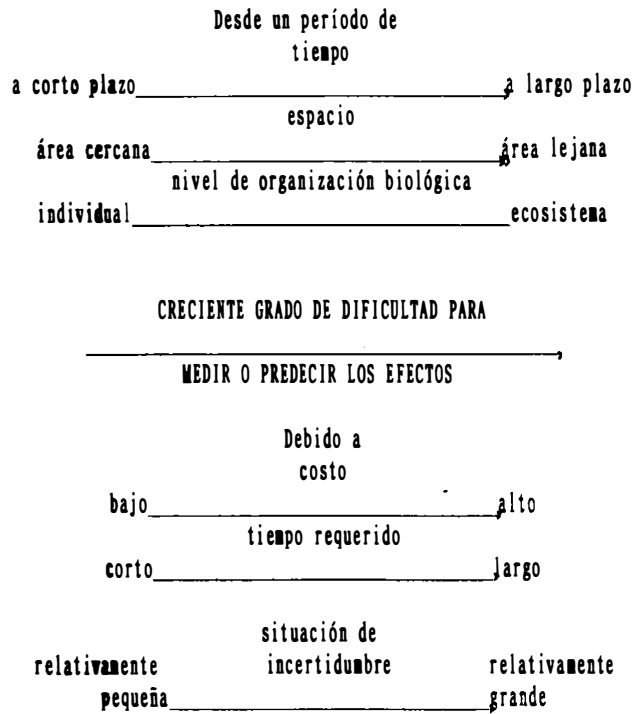 Desde un período de
tiempo
a corto plazo a largo plazo
espacio
área cercana área lejana
nivel de organización biológica
individual ecosistema
CRECIENTE GRADO DE DIFICULTAD PARA
MEDIR O PREDECIR LOS EFECTOS
Debido a
costo
bajo alto
tiempo requerido
corto largo
situación de
relativamente incertidumbre relativamente
pequeña grande